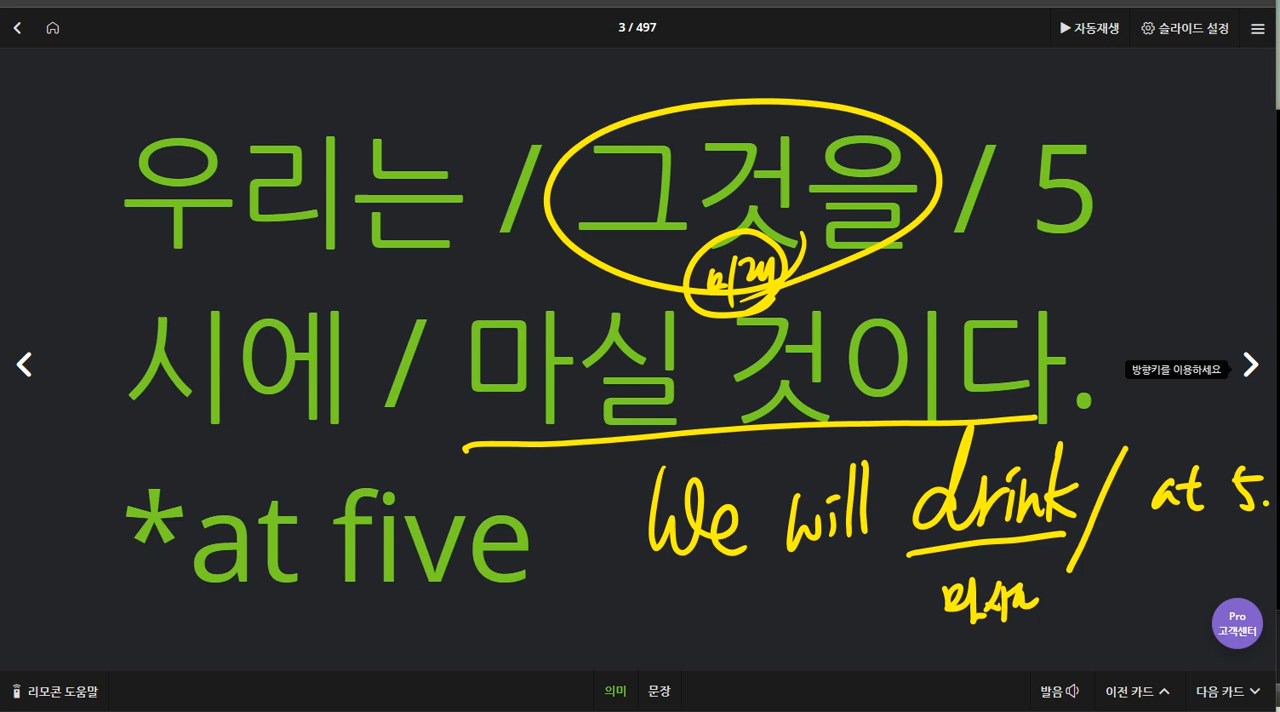 3 / 497
▶ 자동재생
슬라이드 설정
우리는 / 그것을 / 5
미래
시에 / 마실 것이다.
방향키를 이용하세요
*at five
We will drink / at 5.
Pro
고객센터
리모콘 도움말
의미
문장
발음
이전 카드
다음 카드